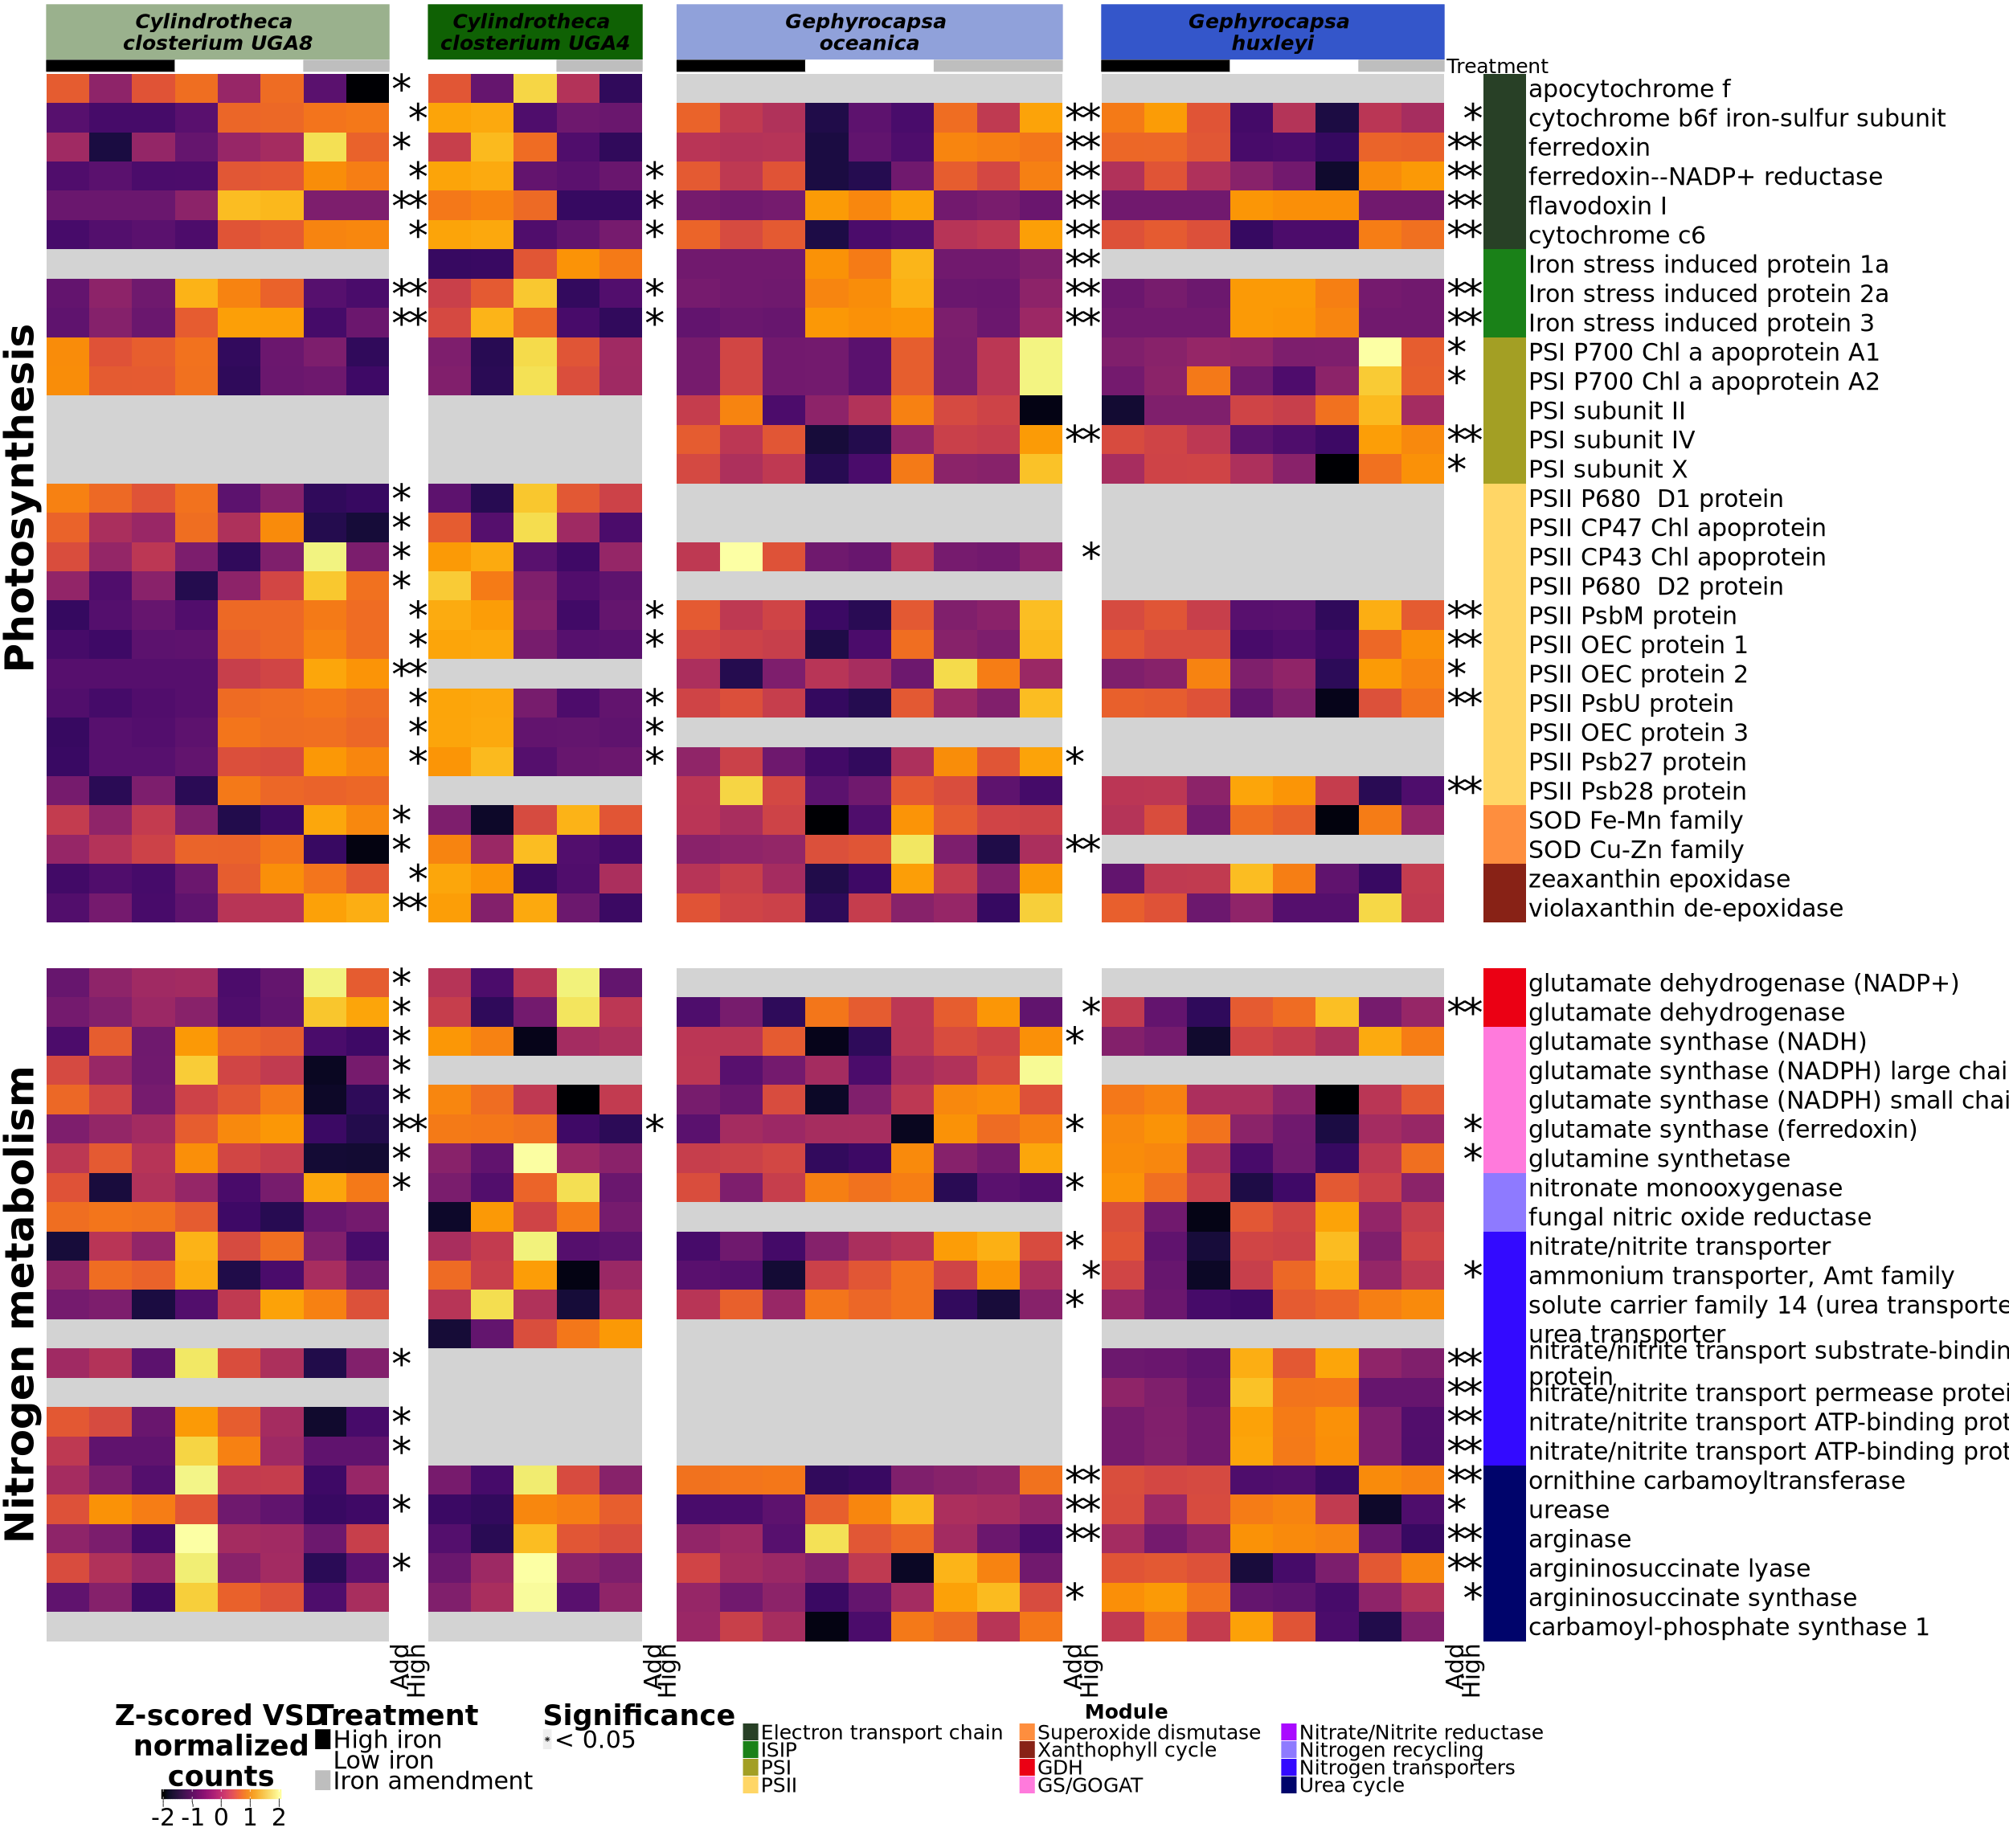 Cylindrotheca
closterium UGA8
Cylindrotheca
closterium UGA4
Gephyrocapsa
oceanica
Gephyrocapsa
huxleyi
Treatment
Photosynthesis
apocytochrome f
cytochrome b6f iron-sulfur subunit
ferredoxin
ferredoxin--NADP+ reductase
flavodoxin I
cytochrome c6
Iron stress induced protein 1a
Iron stress induced protein 2a
Iron stress induced protein 3
PSI P700 Chl a apoprotein A1
PSI P700 Chl a apoprotein A2
PSI subunit II
PSI subunit IV
PSI subunit X
PSII P680  D1 protein
PSII CP47 Chl apoprotein
PSII CP43 Chl apoprotein
PSII P680  D2 protein
PSII PsbM protein
PSII OEC protein 1
PSII OEC protein 2
PSII PsbU protein
PSII OEC protein 3
PSII Psb27 protein
PSII Psb28 protein
SOD Fe-Mn family
SOD Cu-Zn family
zeaxanthin epoxidase
violaxanthin de-epoxidase
Nitrogen metabolism
glutamate dehydrogenase (NADP+)
glutamate dehydrogenase
glutamate synthase (NADH)
glutamate synthase (NADPH) large chai
glutamate synthase (NADPH) small chai
glutamate synthase (ferredoxin)
glutamine synthetase
nitronate monooxygenase
fungal nitric oxide reductase
nitrate/nitrite transporter
ammonium transporter, Amt family
solute carrier family 14 (urea transporte
urea transporter
nitrate/nitrite transport substrate-bindin
protein
nitrate/nitrite transport permease protei
nitrate/nitrite transport ATP-binding prot
nitrate/nitrite transport ATP-binding prot
ornithine carbamoyltransferase
urease
arginase
argininosuccinate lyase
argininosuccinate synthase
carbamoyl-phosphate synthase 1
Add
High
Add
High
Add
High
Add
High
Z-scored VSD
normalized
counts
-2 -1 0 1 2
Treatment
High iron
Low iron
Iron amendment
Significance
* < 0.05
Module
Electron transport chain
ISIP
PSI
PSII
Superoxide dismutase
Xanthophyll cycle
GDH
GS/GOGAT
Nitrate/Nitrite reductase
Nitrogen recycling
Nitrogen transporters
Urea cycle